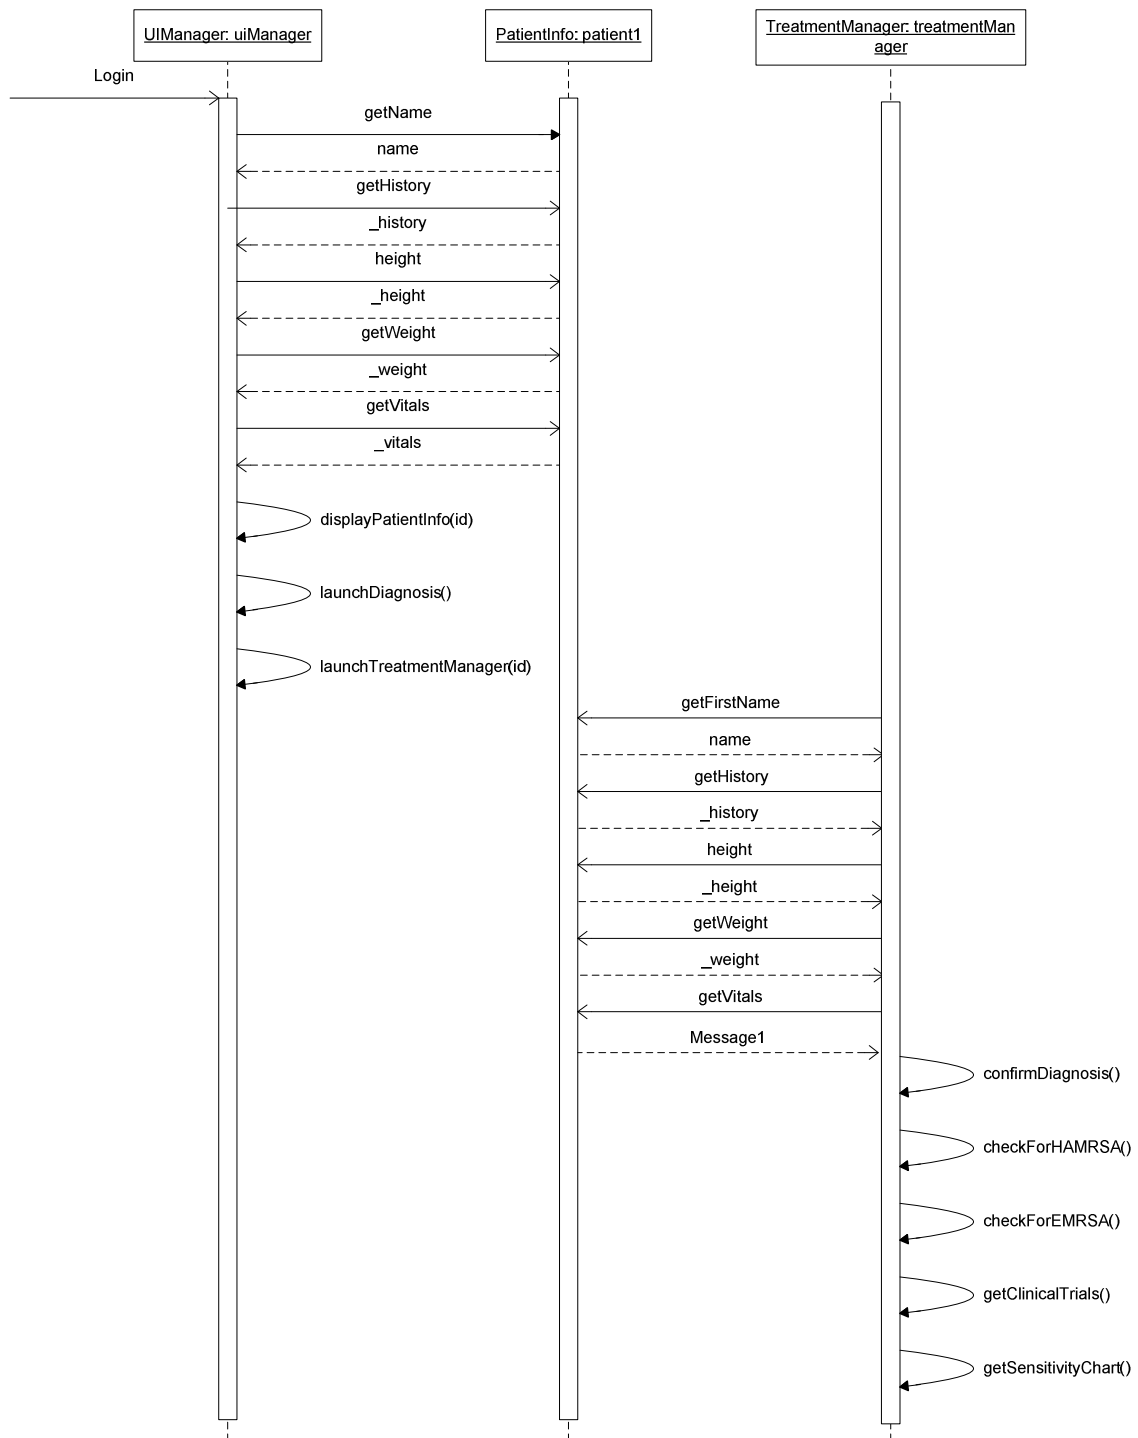 UIManager: uiManager
PatientInfo: patient1
TreatmentManager: treatmentMan
ager
Login
getName
name
getHistory
_history
height
_height
getWeight
_weight
getVitals
_vitals
displayPatientInfo(id)
launchDiagnosis()
launchTreatmentManager(id)
getFirstName
name
getHistory
_history
height
_height
getWeight
_weight
getVitals
Message1
confirmDiagnosis()
checkForHAMRSA()
checkForEMRSA()
getClinicalTrials()
getSensitivityChart()